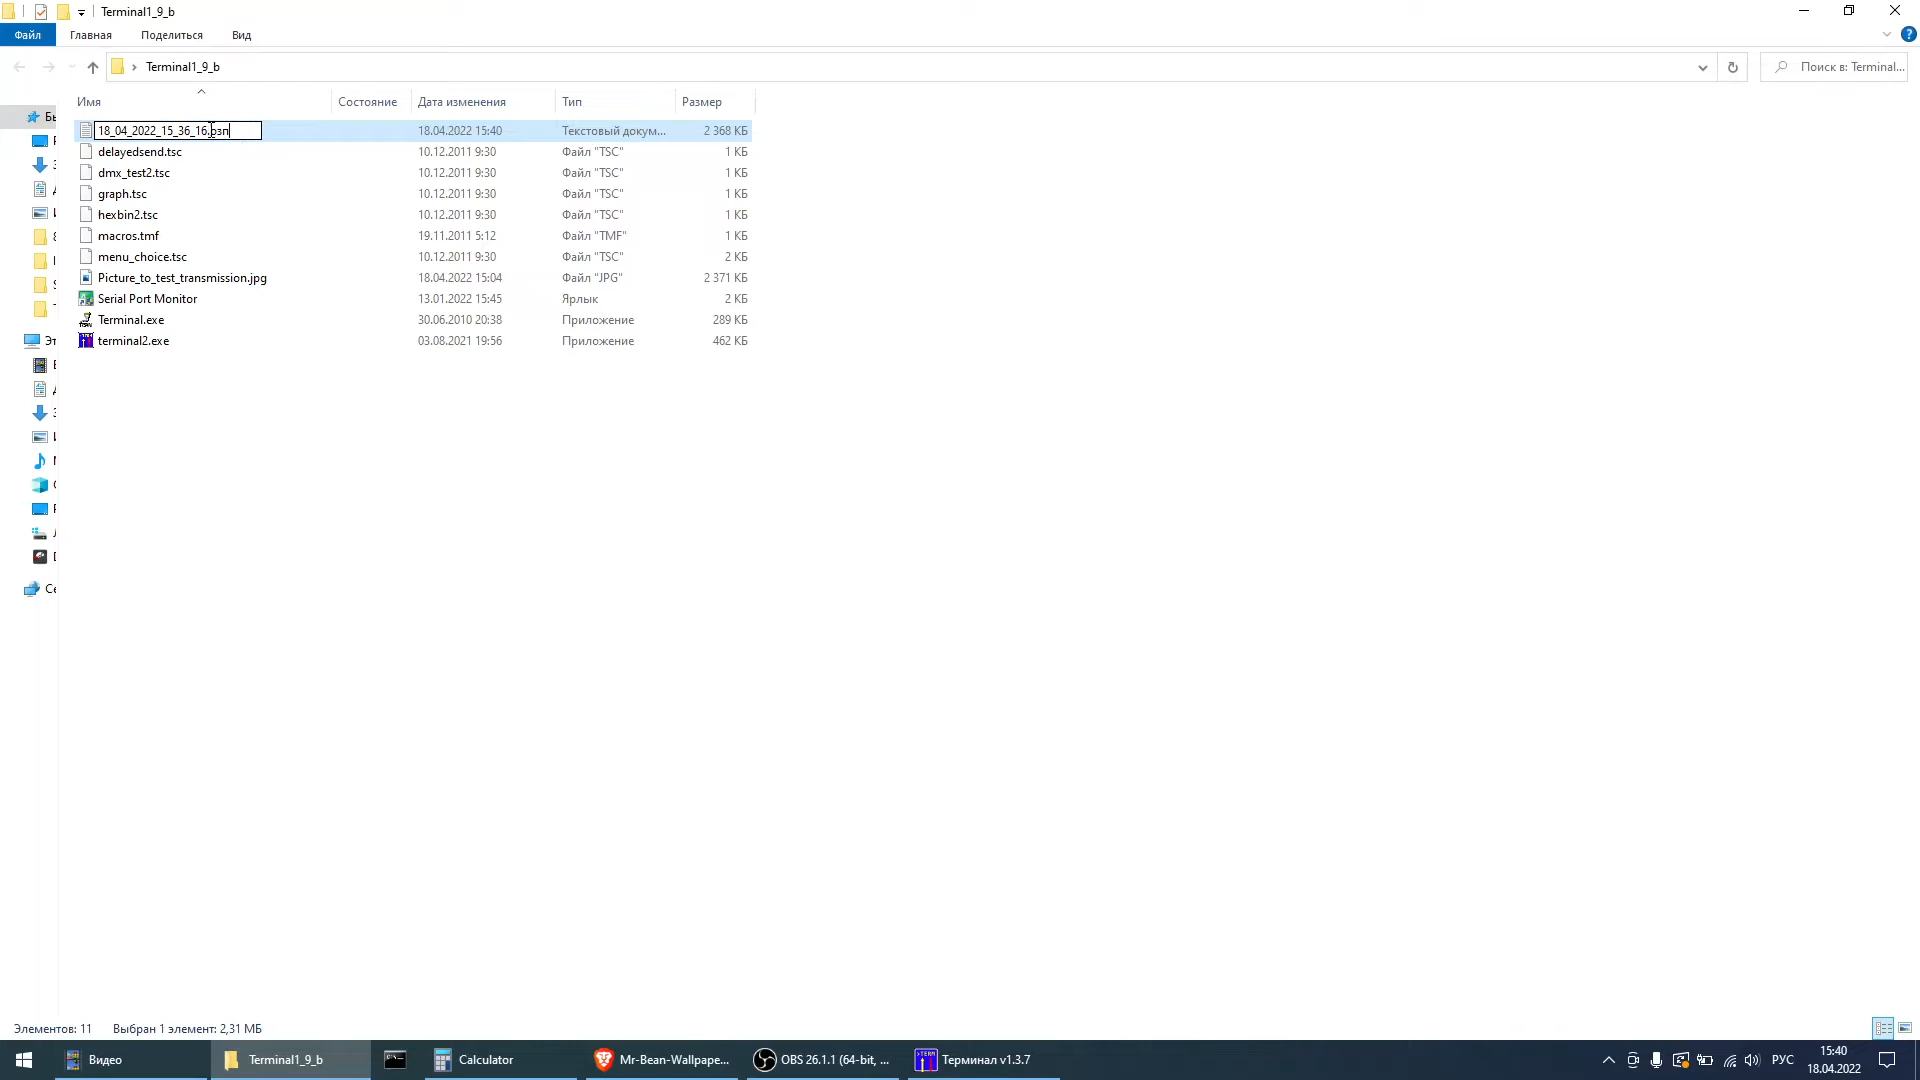 Terminal1_9_b
Файл Главная Поделиться Вид
Terminal1_9_b Поиск в: Terminal...
Имя Состояние Дата изменения Тип Размер
18_04_2022_15_36_16.озп 18.04.2022 15:40 Текстовый докум... 2 368 КБ
delayedsend.tsc 10.12.2011 9:30 Файл "TSC" 1 КБ
dmx_test2.tsc 10.12.2011 9:30 Файл "TSC" 1 КБ
graph.tsc 10.12.2011 9:30 Файл "TSC" 1 КБ
hexbin2.tsc 10.12.2011 9:30 Файл "TSC" 1 КБ
macros.tmf 19.11.2011 5:12 Файл "TMF" 1 КБ
menu_choice.tsc 10.12.2011 9:30 Файл "TSC" 2 КБ
Picture_to_test_transmission.jpg 18.04.2022 15:04 Файл "JPG" 2 371 КБ
Serial Port Monitor 13.01.2022 15:45 Ярлык 2 КБ
Terminal.exe 30.06.2010 20:38 Приложение 289 КБ
terminal2.exe 03.08.2021 19:56 Приложение 462 КБ
Бы
Эт
Се
Элементов: 11 Выбран 1 элемент: 2,31 МБ
Видео Terminal1_9_b Calculator Mr-Bean-Wallpape... OBS 26.1.1 (64-bit, ... Терминал v1.3.7 РУС 15:40
18.04.2022